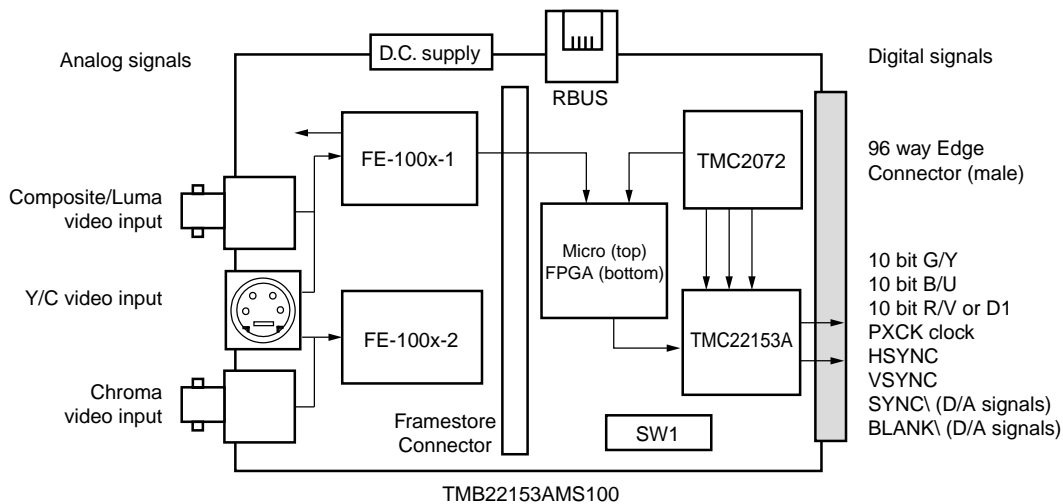 Analog signals
D.C. supply
RBUS
Digital signals
FE-100x-1
TMC2072
96 way Edge
Connector (male)
Composite/Luma
video input
Micro (top)
FPGA (bottom)
10 bit G/Y
10 bit B/U
10 bit R/V or D1
PXCK clock
HSYNC
VSYNC
SYNC\ (D/A signals)
BLANK\ (D/A signals)
Y/C video input
FE-100x-2
TMC22153A
Chroma
video input
Framestore
Connector
SW1
TMB22153AMS100